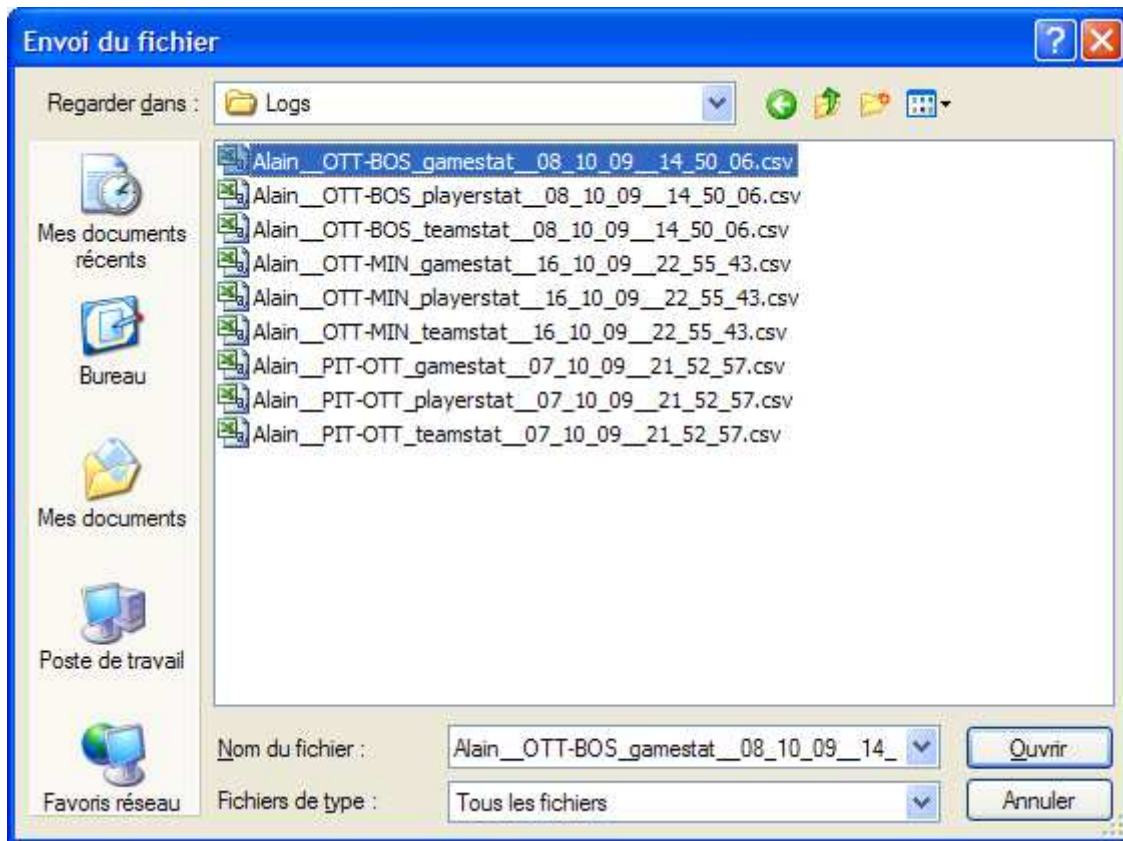 Envoi du fichier
Regarder dans :
Logs
Mes documents
récents
Bureau
Mes documents
Poste de travail
Favoris réseau
Alain__OTT-BOS_gamestat__08_10_09__14_50_06.csv
Alain__OTT-BOS_playerstat__08_10_09__14_50_06.csv
Alain__OTT-BOS_teamstat__08_10_09__14_50_06.csv
Alain__OTT-MIN_gamestat__16_10_09__22_55_43.csv
Alain__OTT-MIN_playerstat__16_10_09__22_55_43.csv
Alain__OTT-MIN_teamstat__16_10_09__22_55_43.csv
Alain__PIT-OTT_gamestat__07_10_09__21_52_57.csv
Alain__PIT-OTT_playerstat__07_10_09__21_52_57.csv
Alain__PIT-OTT_teamstat__07_10_09__21_52_57.csv
Nom du fichier :
Alain__OTT-BOS_gamestat__08_10_09__14_
Ouvrir
Fichiers de type :
Tous les fichiers
Annuler